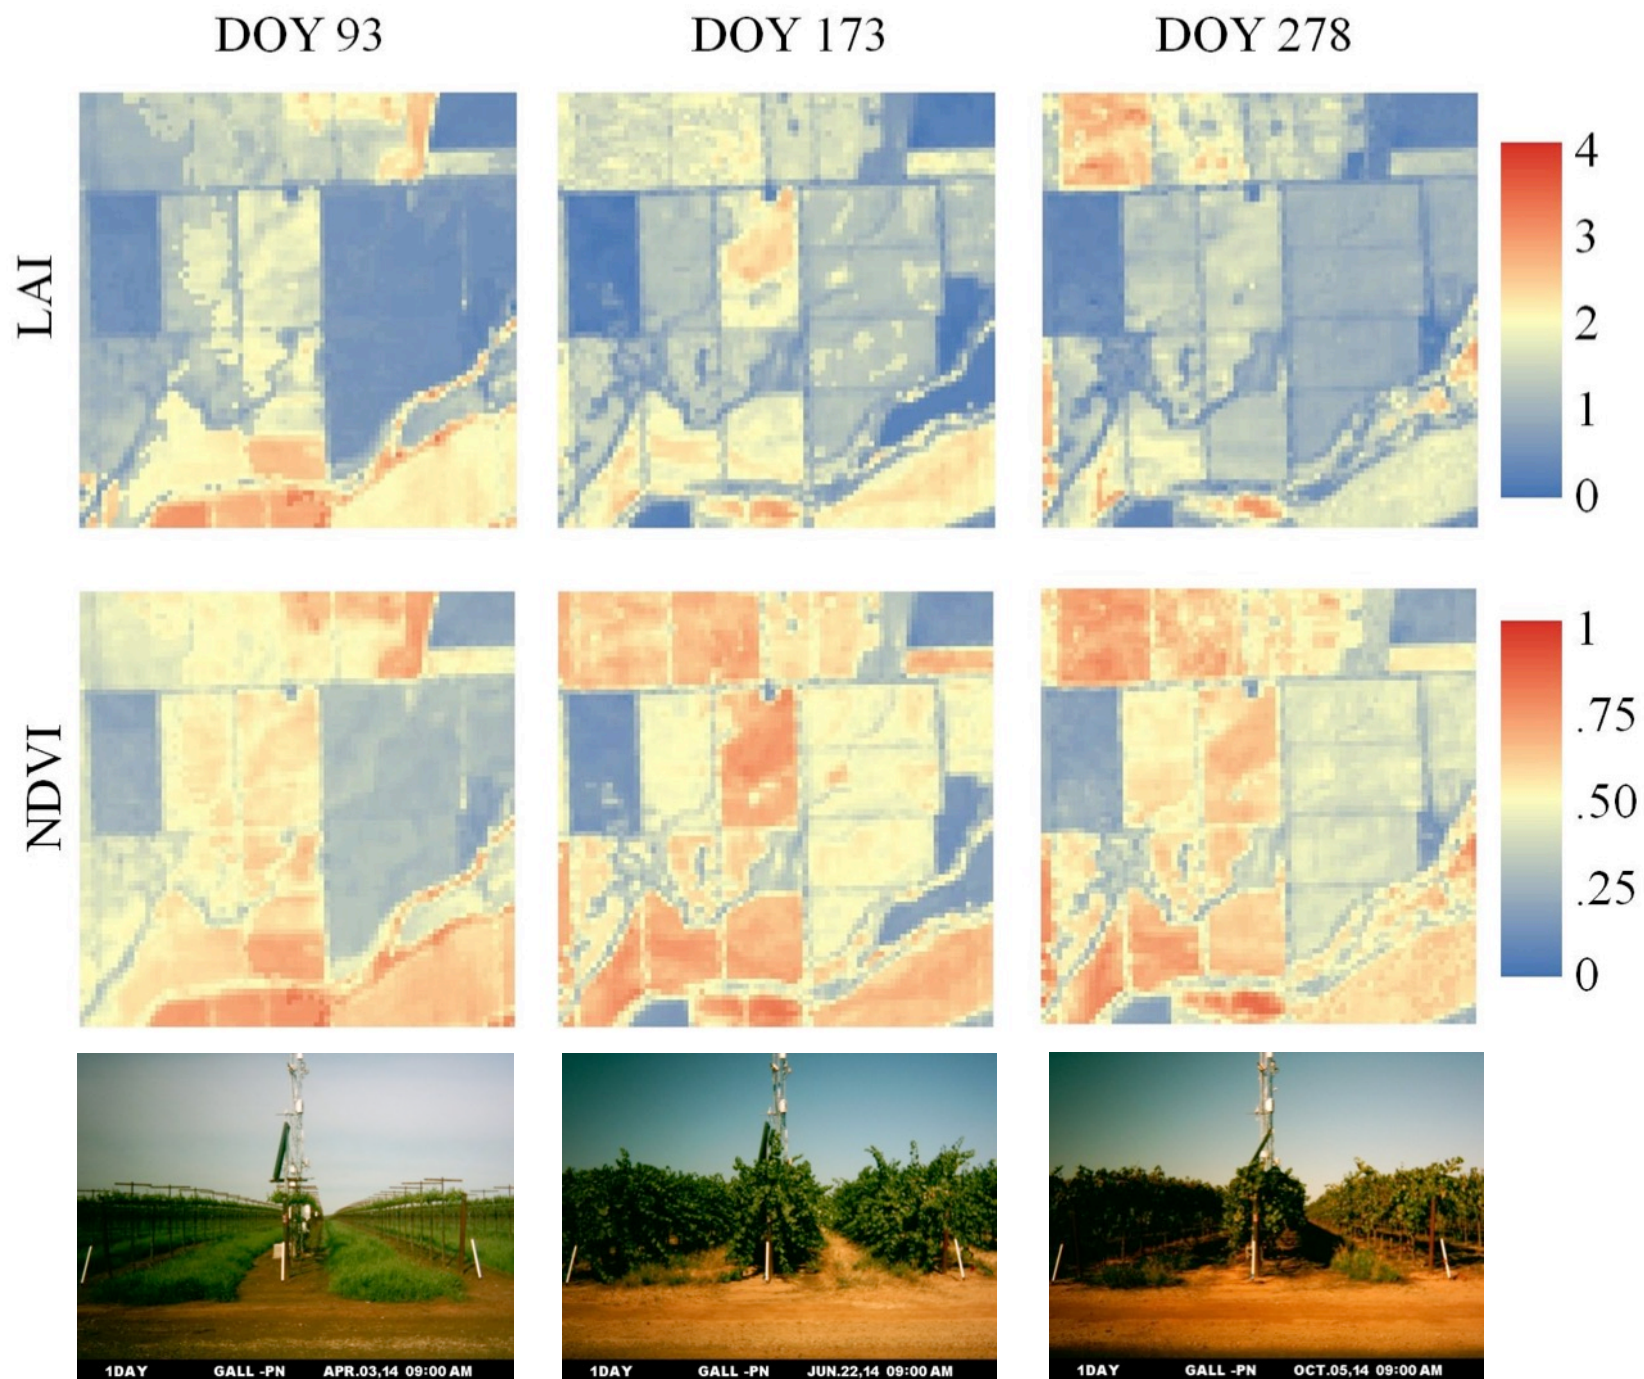 DOY 93
DOY 173
DOY 278
LAI
4
3
2
1
0
NDVI
1
.75
.50
.25
0
1DAY GALL -PN APR.03,14 09:00 AM
1DAY GALL -PN JUN.22,14 09:00 AM
1DAY GALL -PN OCT.05,14 09:00 AM